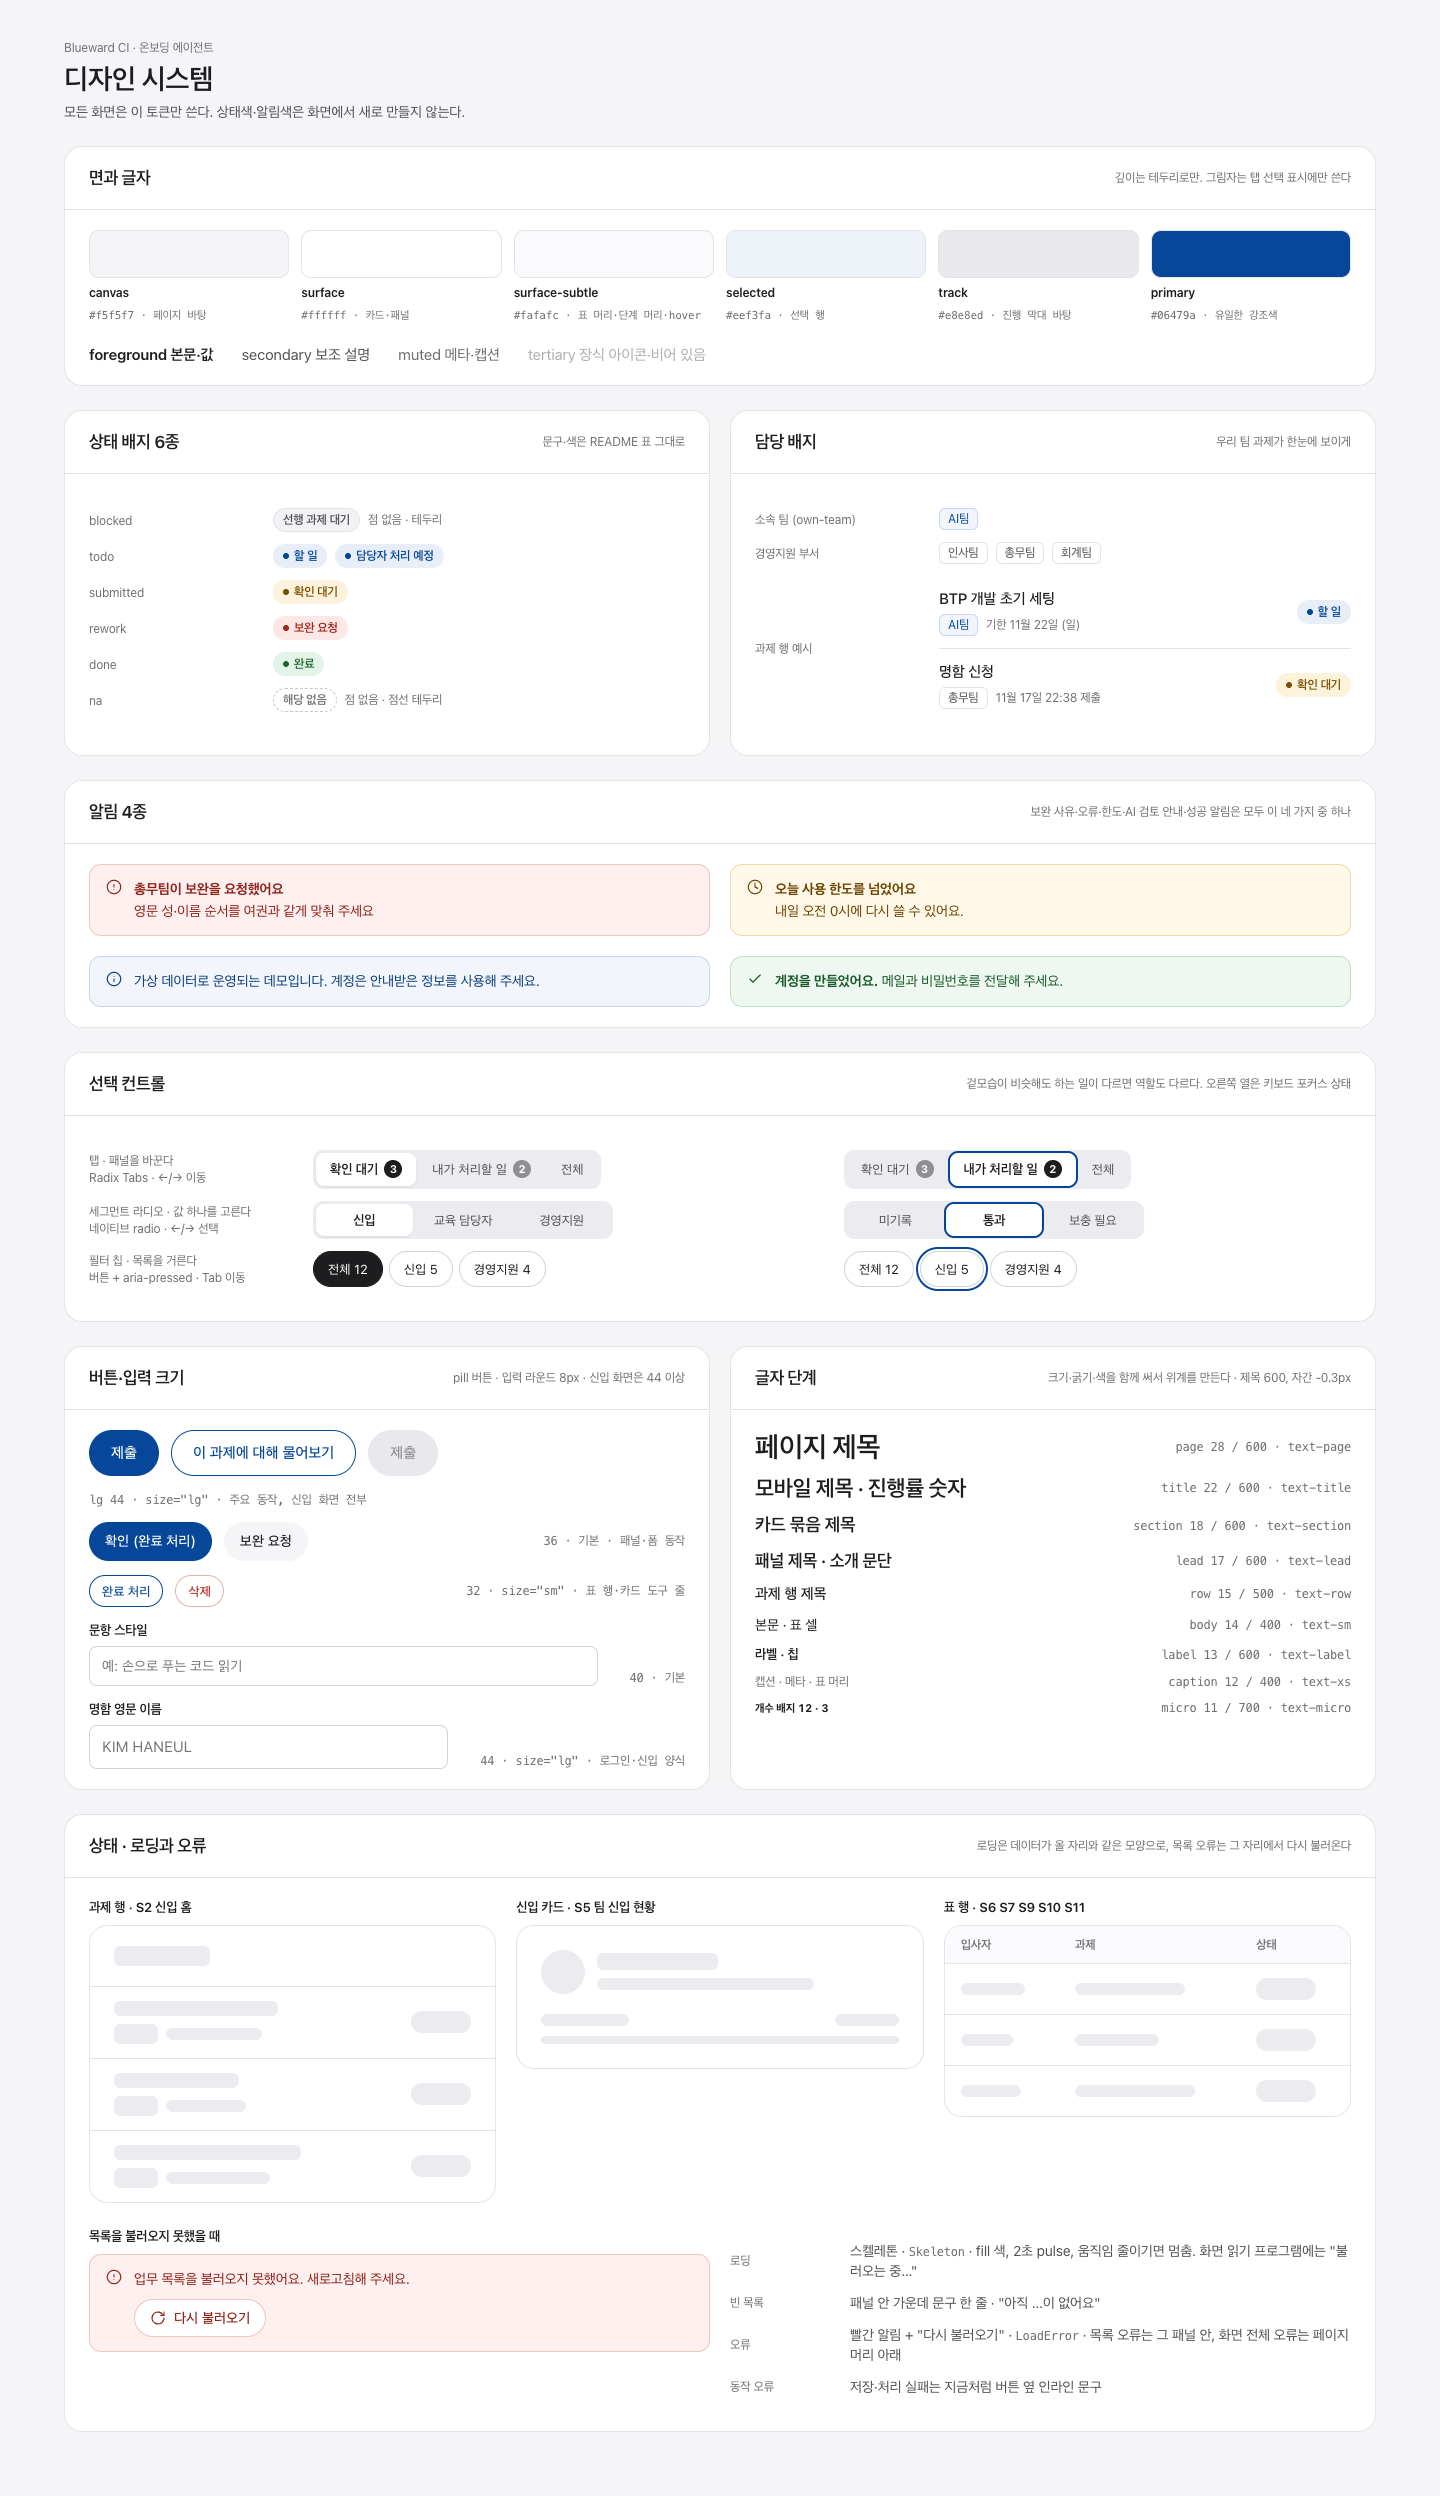 Blueward CI · 온보딩 에이전트
디자인 시스템
모든 화면은 이 토큰만 쓴다. 상태색·알림색은 화면에서 새로 만들지 않는다.
면과 글자
깊이는 테두리로만. 그림자는 탭 선택 표시에만 쓴다
canvas
#f5f5f7 · 페이지 바탕
surface
#ffffff · 카드·패널
surface-subtle
#fafafc · 표 머리·단계 머리·hover
selected
#eef3fa · 선택 행
track
#e8e8ed · 진행 막대 바탕
primary
#06479a · 유일한 강조색
foreground 본문·값
secondary 보조 설명
muted 메타·캡션
tertiary 장식 아이콘·비어 있음
상태 배지 6종
문구·색은 README 표 그대로
blocked
선행 과제 대기
점 없음 · 테두리
todo
할 일
담당자 처리 예정
submitted
확인 대기
rework
보완 요청
done
완료
na
해당 없음
점 없음 · 점선 테두리
담당 배지
우리 팀 과제가 한눈에 보이게
소속 팀 (own-team)
AI팀
경영지원 부서
인사팀
총무팀
회계팀
과제 행 예시
BTP 개발 초기 세팅
AI팀
기한 11월 22일 (일)
할 일
명함 신청
총무팀
11월 17일 22:38 제출
확인 대기
알림 4종
보완 사유·오류·한도·AI 검토 안내·성공 알림은 모두 이 네 가지 중 하나
총무팀이 보완을 요청했어요
영문 성·이름 순서를 여권과 같게 맞춰 주세요
오늘 사용 한도를 넘었어요
내일 오전 0시에 다시 쓸 수 있어요.
가상 데이터로 운영되는 데모입니다. 계정은 안내받은 정보를 사용해 주세요.
계정을 만들었어요. 메일과 비밀번호를 전달해 주세요.
선택 컨트롤
겉모습이 비슷해도 하는 일이 다르면 역할도 다르다. 오른쪽 열은 키보드 포커스 상태
탭 · 패널을 바꾼다
Radix Tabs · ←/→ 이동
확인 대기 3
내가 처리할 일 2
전체
확인 대기 3
내가 처리할 일 2
전체
세그먼트 라디오 · 값 하나를 고른다
네이티브 radio · ←/→ 선택
신입
교육 담당자
경영지원
미기록
통과
보충 필요
필터 칩 · 목록을 거른다
버튼 + aria-pressed · Tab 이동
전체 12
신입 5
경영지원 4
전체 12
신입 5
경영지원 4
버튼·입력 크기
pill 버튼 · 입력 라운드 8px · 신입 화면은 44 이상
제출
이 과제에 대해 물어보기
제출
lg 44 · size="lg" · 주요 동작, 신입 화면 전부
확인 (완료 처리)
보완 요청
36 · 기본 · 패널·폼 동작
완료 처리
삭제
32 · size="sm" · 표 행·카드 도구 줄
문항 스타일
예: 손으로 푸는 코드 읽기
40 · 기본
명함 영문 이름
KIM HANEUL
44 · size="lg" · 로그인·신입 양식
글자 단계
크기·굵기·색을 함께 써서 위계를 만든다 · 제목 600, 자간 -0.3px
페이지 제목
page 28 / 600 · text-page
모바일 제목 · 진행률 숫자
title 22 / 600 · text-title
카드 묶음 제목
section 18 / 600 · text-section
패널 제목 · 소개 문단
lead 17 / 600 · text-lead
과제 행 제목
row 15 / 500 · text-row
본문 · 표 셀
body 14 / 400 · text-sm
라벨 · 칩
label 13 / 600 · text-label
캡션 · 메타 · 표 머리
caption 12 / 400 · text-xs
개수 배지 12 · 3
micro 11 / 700 · text-micro
상태 · 로딩과 오류
로딩은 데이터가 올 자리와 같은 모양으로, 목록 오류는 그 자리에서 다시 불러온다
과제 행 · S2 신입 홈
신입 카드 · S5 팀 신입 현황
표 행 · S6 S7 S9 S10 S11
입사자
과제
상태
목록을 불러오지 못했을 때
업무 목록을 불러오지 못했어요. 새로고침해 주세요.
다시 불러오기
로딩
스켈레톤 · Skeleton · fill 색, 2초 pulse, 움직임 줄이기면 멈춤. 화면 읽기 프로그램에는 "불
러오는 중…"
빈 목록
패널 안 가운데 문구 한 줄 · "아직 …이 없어요"
오류
빨간 알림 + "다시 불러오기" · LoadError · 목록 오류는 그 패널 안, 화면 전체 오류는 페이지
머리 아래
동작 오류
저장·처리 실패는 지금처럼 버튼 옆 인라인 문구